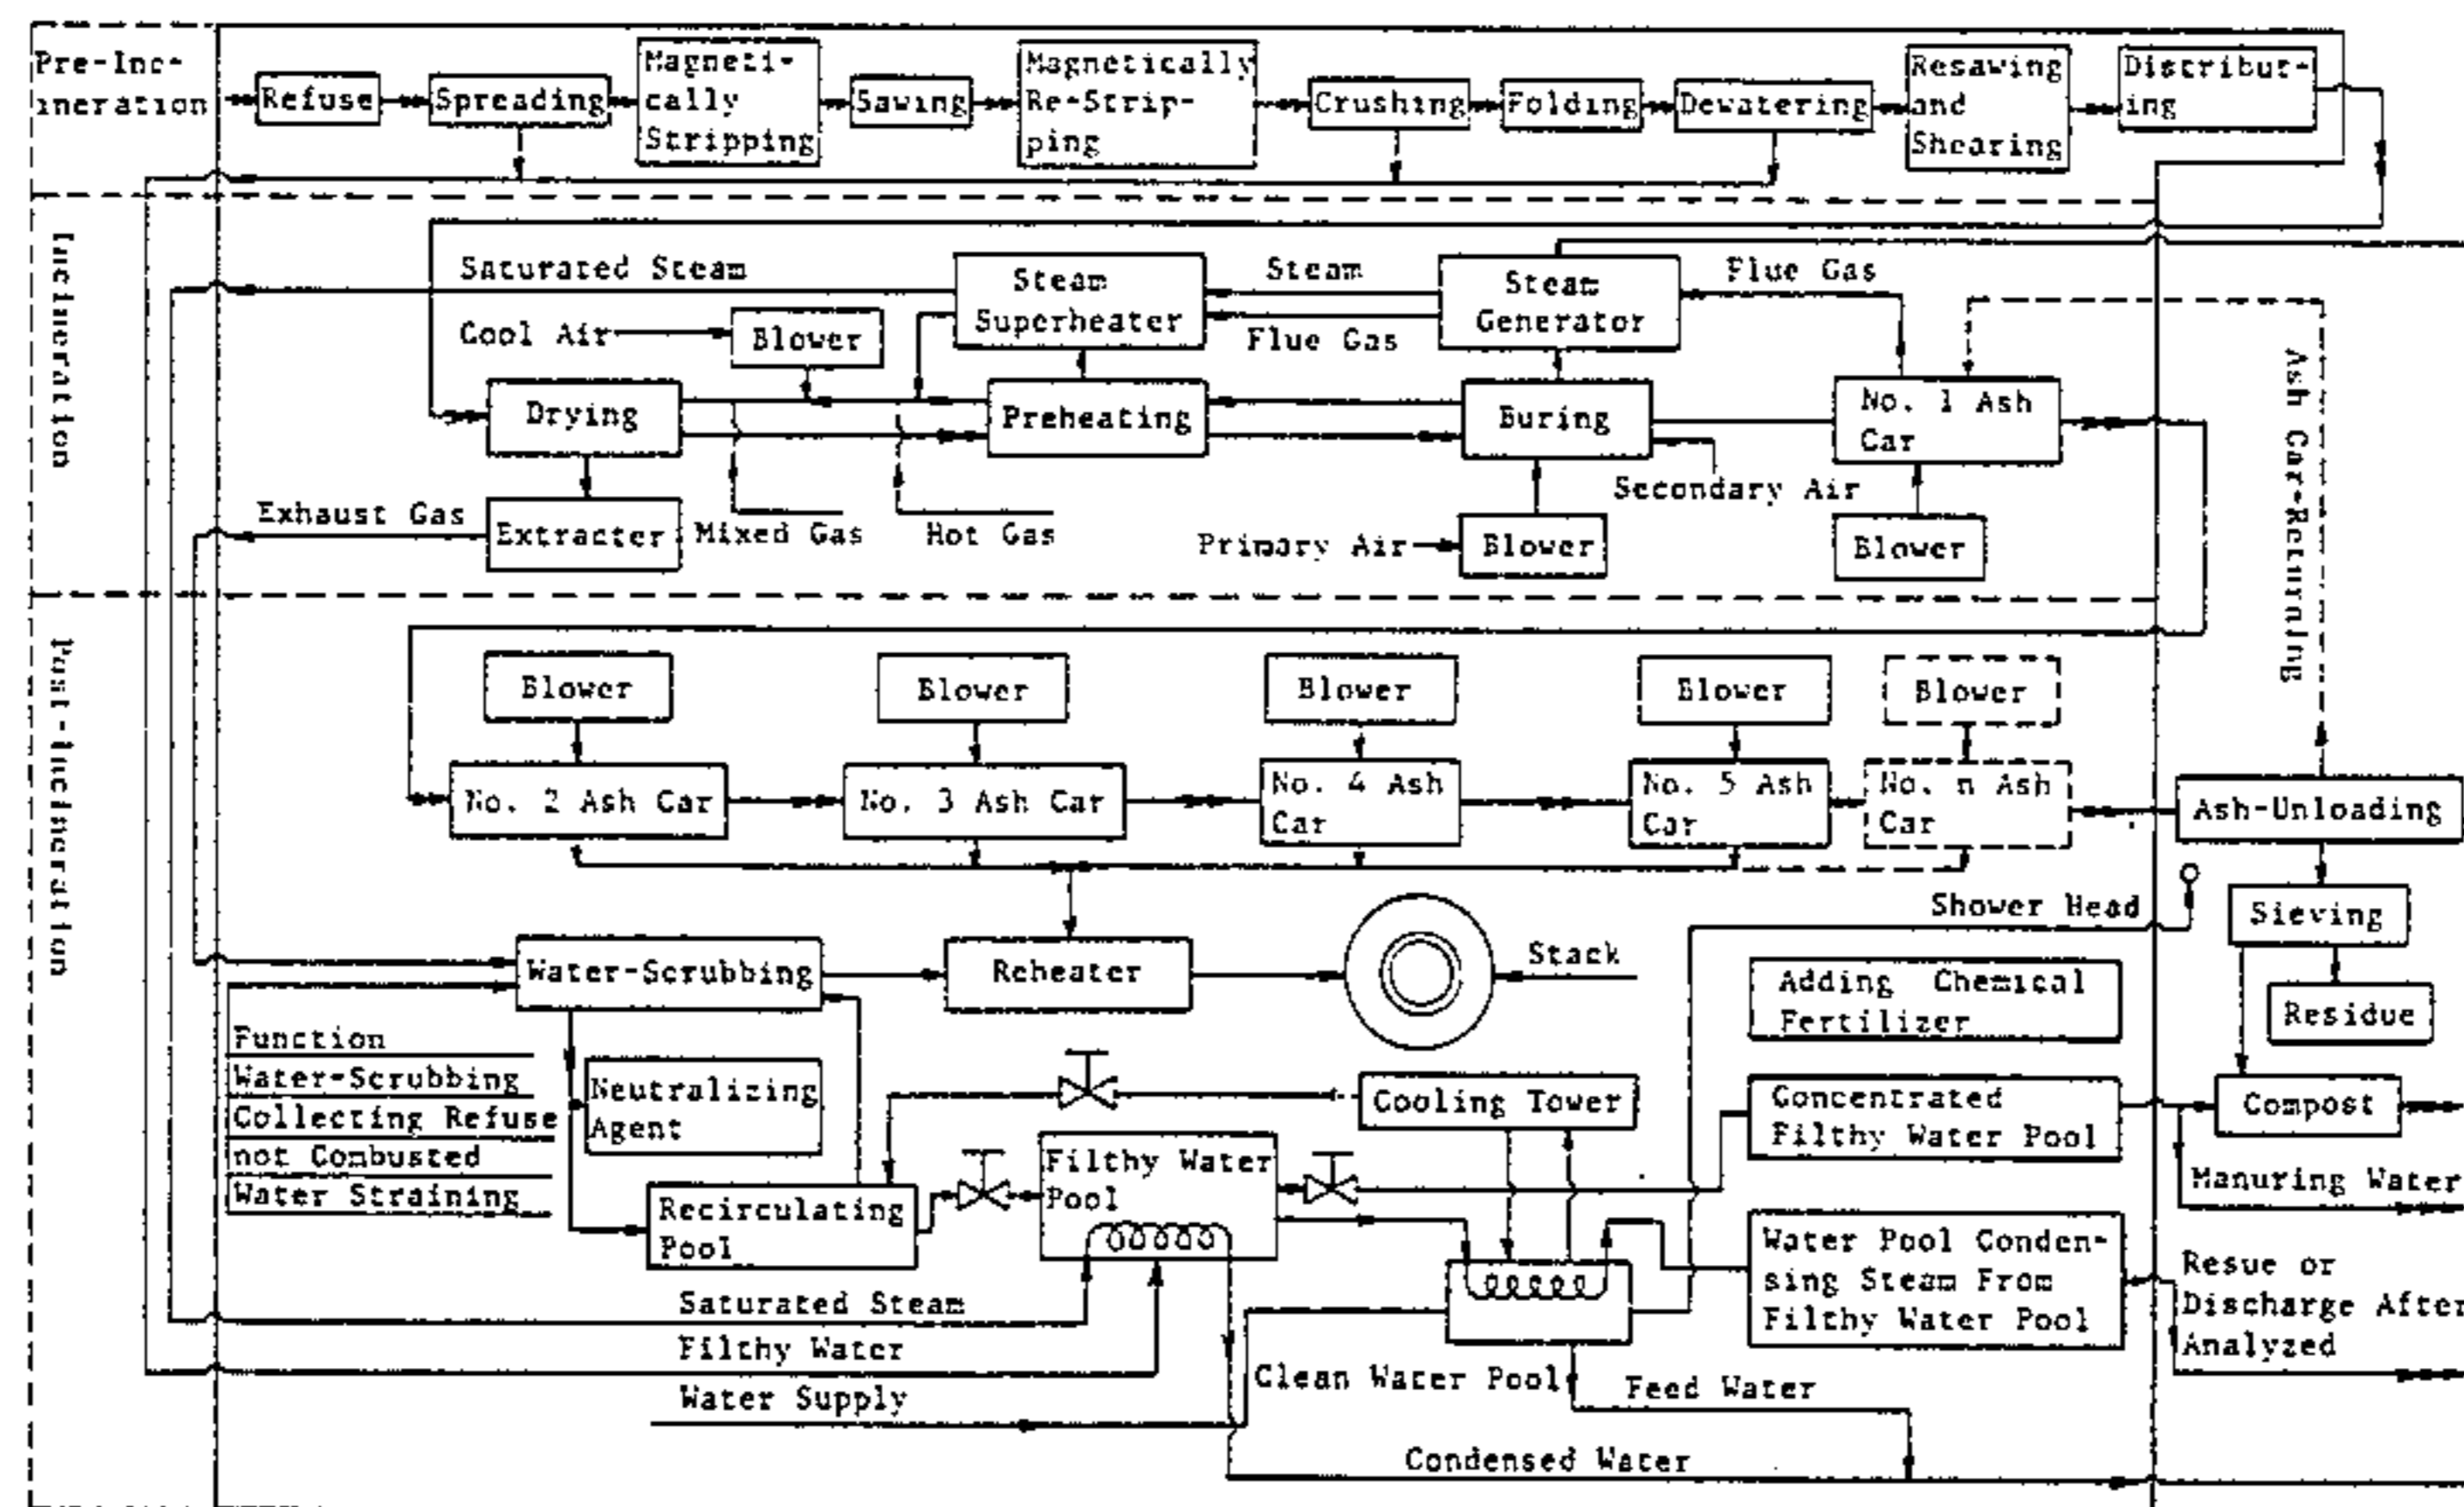 Pre-Inc-
ineration
Refuse
Spreading
Magneti-
cally
Stripping
Sawing
Magnetically
Re-Strip-
ping
Crushing
Folding
Dewatering
Resawing
and
Shearing
Distribut-
ing
Incineration
Saturated Steam
Steam
Superheater
Steam
Flue Gas
Steam
Generator
Flue Gas
Cool Air
Blower
Drying
Preheating
Buring
No. 1 Ash
Car
Ash Car-Returning
Secondary Air
Exhaust Gas
Extracter
Mixed Gas
Hot Gas
Primary Air
Blower
Blower
Post-Incineration
Blower
Blower
Blower
Blower
Blower
No. 2 Ash Car
No. 3 Ash Car
No. 4 Ash
Car
No. 5 Ash
Car
No. n Ash
Car
Ash-Unloading
Shower Head
Sieving
Water-Scrubbing
Reheater
Stack
Adding Chemical
Fertilizer
Residue
Function
Water-Scrubbing
Collecting Refuse
not Combusted
Water Straining
Neutralizing
Agent
Cooling Tower
Concentrated
Filthy Water Pool
Compost
Filthy Water
Pool
Manuring Water
Recirculating
Pool
Water Pool Conden-
sing Steam From
Filthy Water Pool
Resue or
Discharge After
Analyzed
Saturated Steam
Filthy Water
Water Supply
Clean Water Pool
Feed Water
Condensed Water